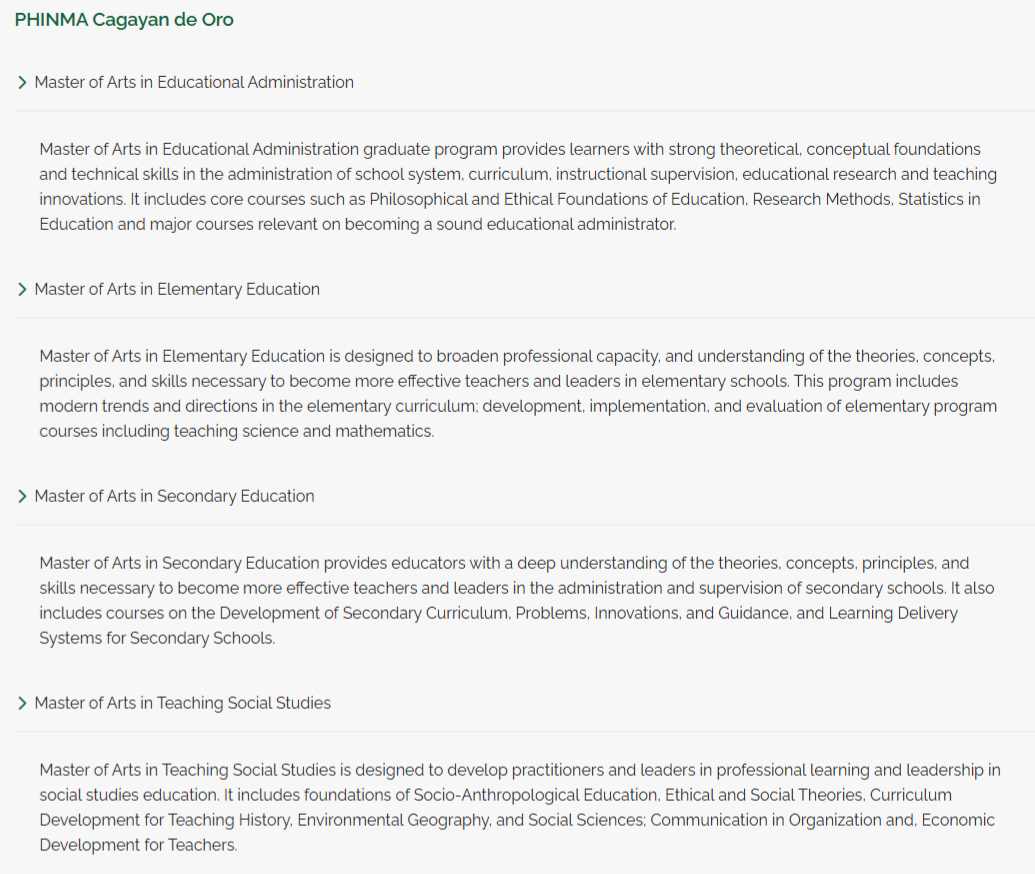 PHINMA Cagayan de Oro
Master of Arts in Educational Administration
Master of Arts in Educational Administration graduate program provides learners with strong theoretical, conceptual foundations
and technical skills in the administration of school system, curriculum, instructional supervision, educational research and teaching
innovations. It includes core courses such as Philosophical and Ethical Foundations of Education, Research Methods, Statistics in
Education and major courses relevant on becoming a sound educational administrator.
Master of Arts in Elementary Education
Master of Arts in Elementary Education is designed to broaden professional capacity, and understanding of the theories, concepts,
principles, and skills necessary to become more effective teachers and leaders in elementary schools. This program includes
modern trends and directions in the elementary curriculum; development, implementation, and evaluation of elementary program
courses including teaching science and mathematics.
Master of Arts in Secondary Education
Master of Arts in Secondary Education provides educators with a deep understanding of the theories, concepts, principles, and
skills necessary to become more effective teachers and leaders in the administration and supervision of secondary schools. It also
includes courses on the Development of Secondary Curriculum, Problems, Innovations, and Guidance, and Learning Delivery
Systems for Secondary Schools.
Master of Arts in Teaching Social Studies
Master of Arts in Teaching Social Studies is designed to develop practitioners and leaders in professional learning and leadership in
social studies education. It includes foundations of Socio-Anthropological Education, Ethical and Social Theories, Curriculum
Development for Teaching History, Environmental Geography, and Social Sciences; Communication in Organization and, Economic
Development for Teachers.